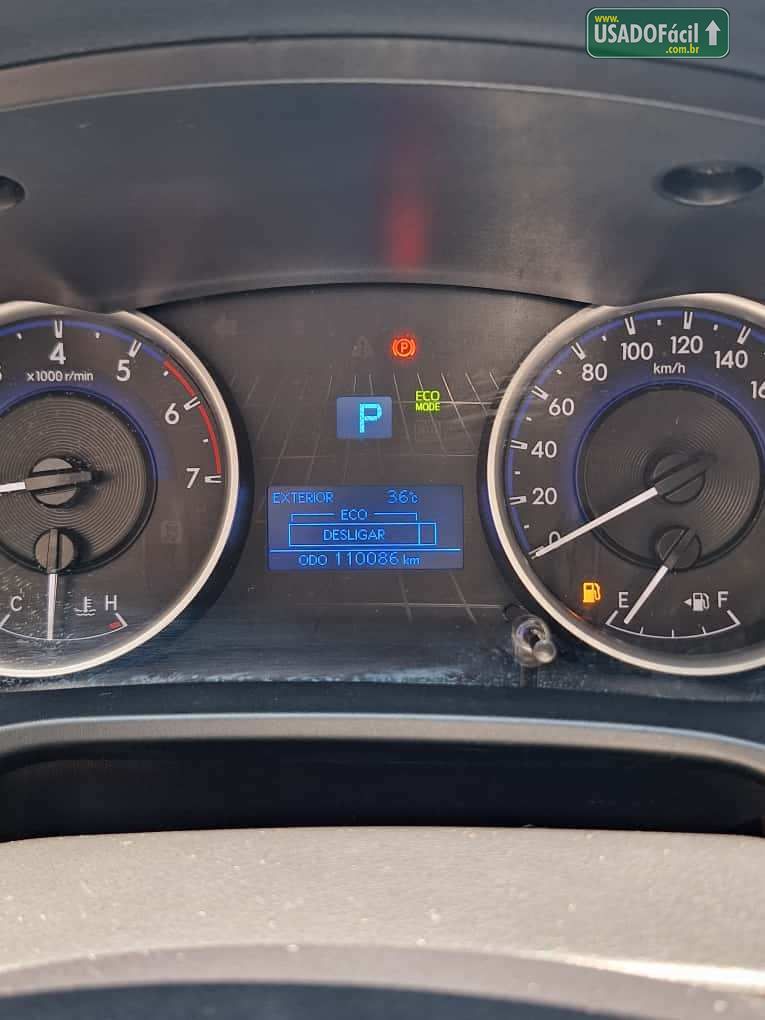 www.
USADOFácil
.com.br
4
5
x1000 r/min
6
7
P
P
ECO
MODE
EXTERIOR 36°c
ECO
DESLIGAR
ODO 110086 km
C
H
0
20
40
60
80
100
120
140
km/h
E
F